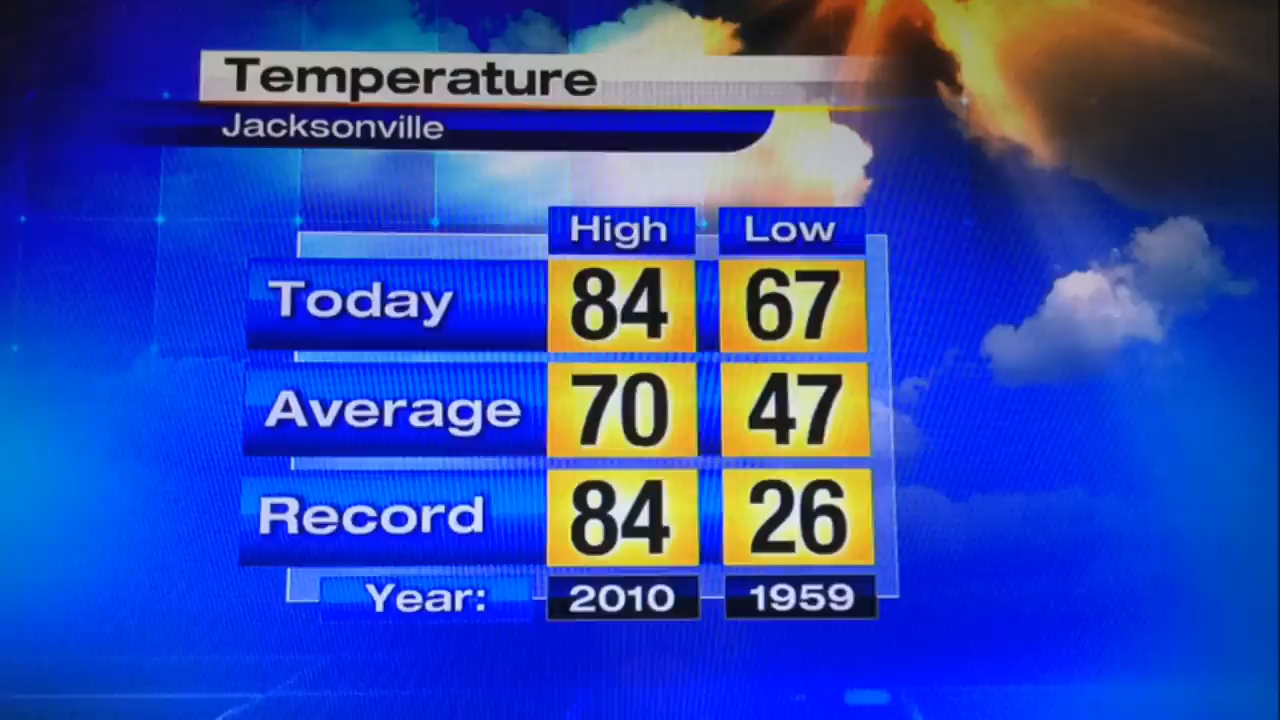 Temperature
Jacksonville
High Low
Today 84 67
Average 70 47
Record 84 26
Year: 2010 1959